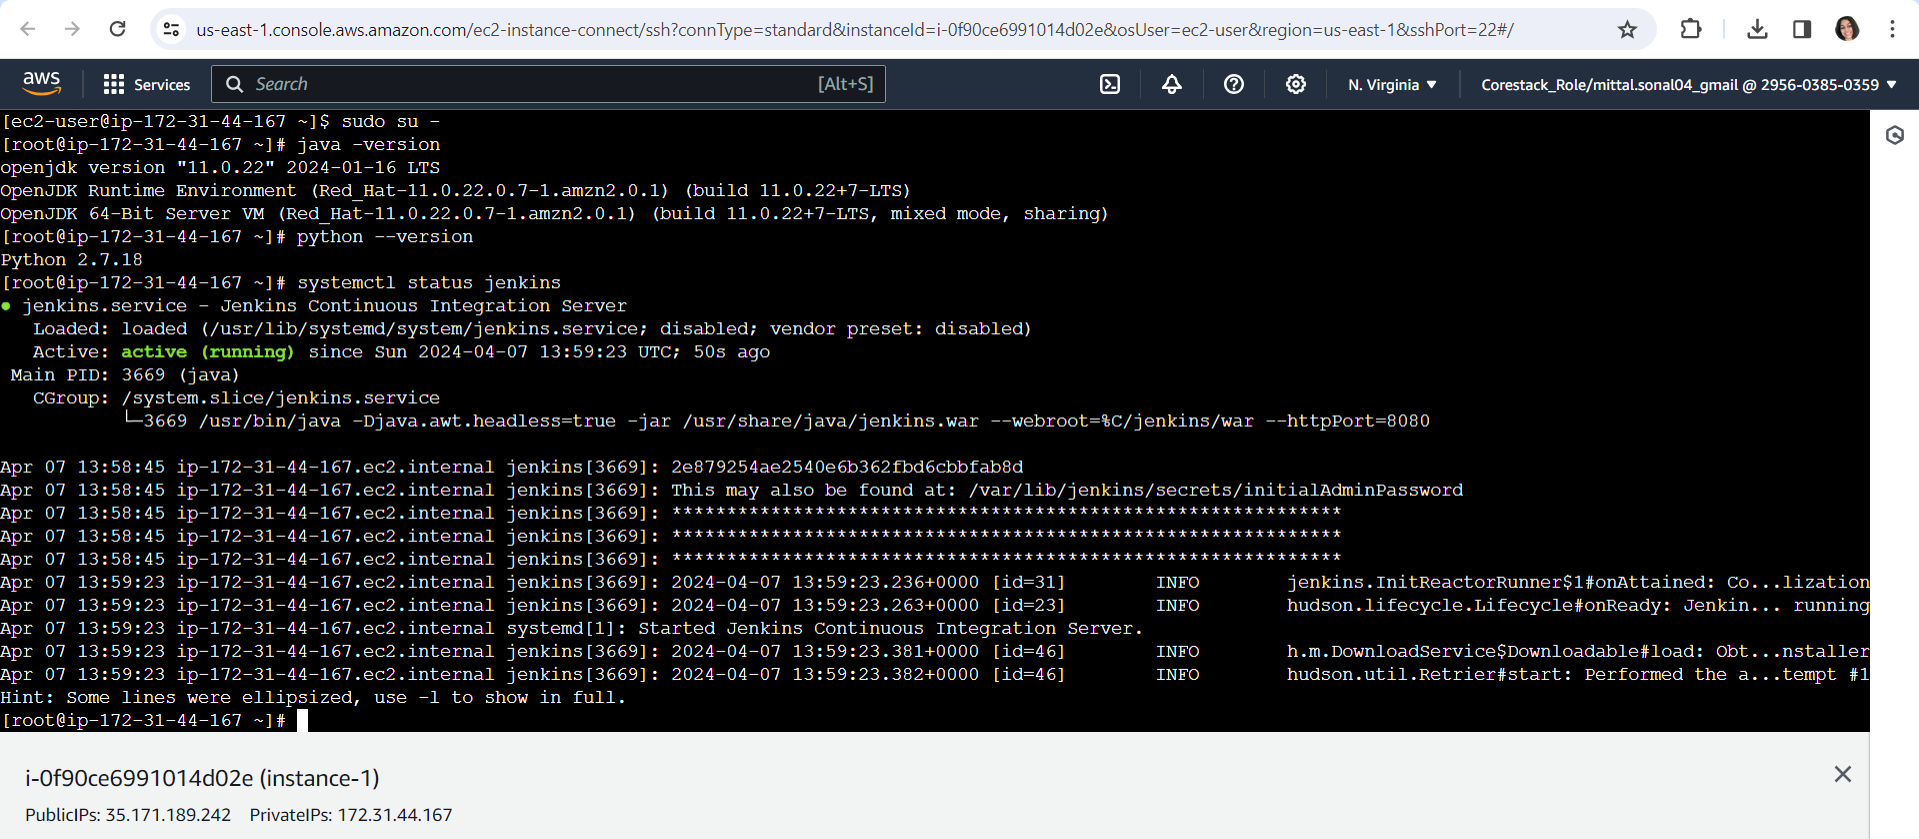 us-east-1.console.aws.amazon.com/ec2-instance-connect/ssh?connType=standard&instanceId=i-0f90ce6991014d02e&osUser=ec2-user&region=us-east-1&sshPort=22#/
aws Services Search [Alt+S] N. Virginia Corestack_Role/mittal.sonal04_gmail @ 2956-0385-0359
[ec2-user@ip-172-31-44-167 ~]$ sudo su -
[root@ip-172-31-44-167 ~]# java -version
openjdk version "11.0.22" 2024-01-16 LTS
OpenJDK Runtime Environment (Red_Hat-11.0.22.0.7-1.amzn2.0.1) (build 11.0.22+7-LTS)
OpenJDK 64-Bit Server VM (Red_Hat-11.0.22.0.7-1.amzn2.0.1) (build 11.0.22+7-LTS, mixed mode, sharing)
[root@ip-172-31-44-167 ~]# python --version
Python 2.7.18
[root@ip-172-31-44-167 ~]# systemctl status jenkins
● jenkins.service - Jenkins Continuous Integration Server
Loaded: loaded (/usr/lib/systemd/system/jenkins.service; disabled; vendor preset: disabled)
Active: active (running) since Sun 2024-04-07 13:59:23 UTC; 50s ago
Main PID: 3669 (java)
CGroup: /system.slice/jenkins.service
└─3669 /usr/bin/java -Djava.awt.headless=true -jar /usr/share/java/jenkins.war --webroot=%C/jenkins/war --httpPort=8080
Apr 07 13:58:45 ip-172-31-44-167.ec2.internal jenkins[3669]: 2e879254ae2540e6b362fbd6cbbfab8d
Apr 07 13:58:45 ip-172-31-44-167.ec2.internal jenkins[3669]: This may also be found at: /var/lib/jenkins/secrets/initialAdminPassword
Apr 07 13:58:45 ip-172-31-44-167.ec2.internal jenkins[3669]: *************************************************************
Apr 07 13:58:45 ip-172-31-44-167.ec2.internal jenkins[3669]: *************************************************************
Apr 07 13:58:45 ip-172-31-44-167.ec2.internal jenkins[3669]: *************************************************************
Apr 07 13:59:23 ip-172-31-44-167.ec2.internal jenkins[3669]: 2024-04-07 13:59:23.236+0000 [id=31] INFO jenkins.InitReactorRunner$1#onAttained: Co...lization
Apr 07 13:59:23 ip-172-31-44-167.ec2.internal jenkins[3669]: 2024-04-07 13:59:23.263+0000 [id=23] INFO hudson.lifecycle.Lifecycle#onReady: Jenkin... running
Apr 07 13:59:23 ip-172-31-44-167.ec2.internal systemd[1]: Started Jenkins Continuous Integration Server.
Apr 07 13:59:23 ip-172-31-44-167.ec2.internal jenkins[3669]: 2024-04-07 13:59:23.381+0000 [id=46] INFO h.m.DownloadService$Downloadable#load: Obt...nstaller
Apr 07 13:59:23 ip-172-31-44-167.ec2.internal jenkins[3669]: 2024-04-07 13:59:23.382+0000 [id=46] INFO hudson.util.Retrier#start: Performed the a...tempt #1
Hint: Some lines were ellipsized, use -l to show in full.
[root@ip-172-31-44-167 ~]#
i-0f90ce6991014d02e (instance-1)
PublicIPs: 35.171.189.242 PrivateIPs: 172.31.44.167